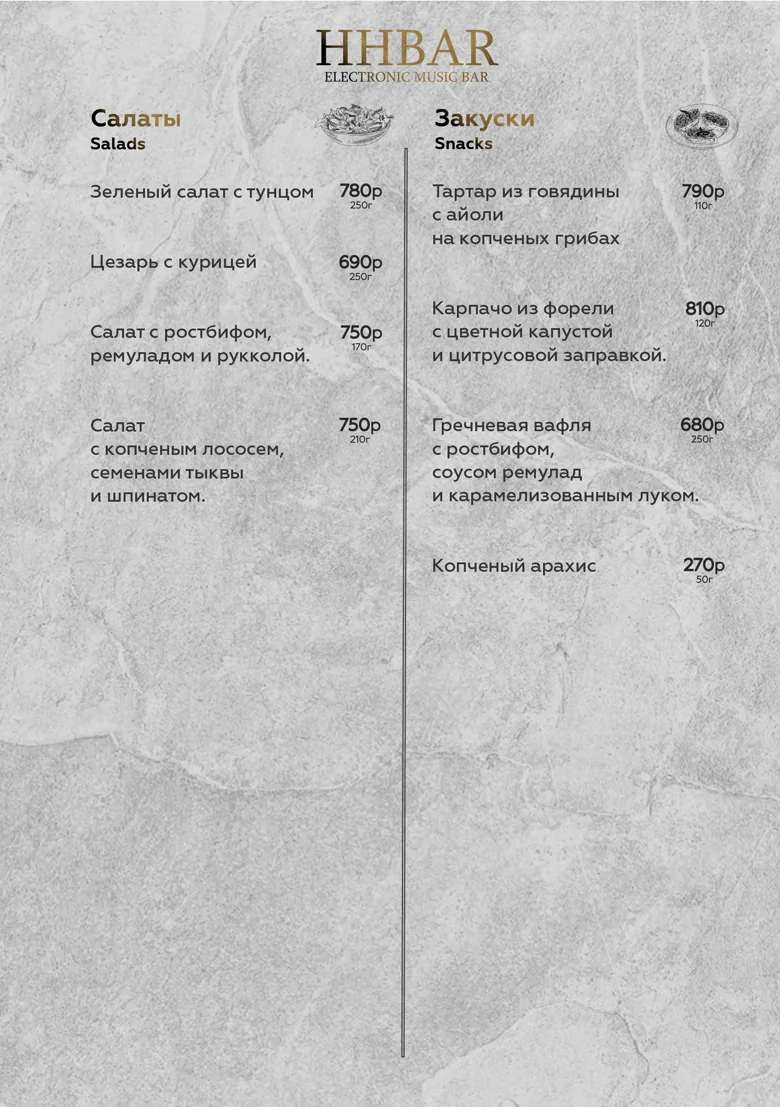 HHBAR
ELECTRONIC MUSIC BAR
Салаты
Salads
Зеленый салат с тунцом 780р
250г
Цезарь с курицей 690р
250г
Салат с ростбифом, 750р
170г
ремуладом и рукколой.
Салат 750р
210г
с копченым лососем,
семенами тыквы
и шпинатом.
Закуски
Snacks
Тартар из говядины 790р
110г
с айоли
на копченых грибах
Карпачо из форели 810р
120г
с цветной капустой
и цитрусовой заправкой.
Гречневая вафля 680р
250г
с ростбифом,
соусом ремулад
и карамелизованным луком.
Копченый арахис 270р
50г